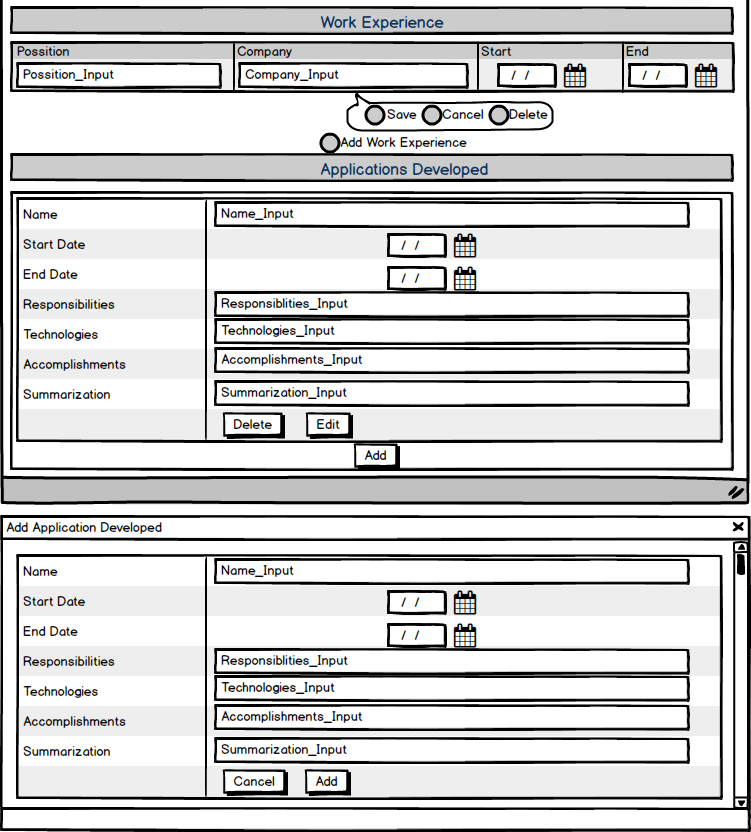 Work Experience
Possition Company Start End
Possition_Input Company_Input / / / /
Save Cancel Delete
Add Work Experience
Applications Developed
Name Name_Input
Start Date / /
End Date / /
Responsibilities Responsiblities_Input
Technologies Technologies_Input
Accomplishments Accomplishments_Input
Summarization Summarization_Input
Delete Edit
Add
Add Application Developed
Name Name_Input
Start Date / /
End Date / /
Responsibilities Responsiblities_Input
Technologies Technologies_Input
Accomplishments Accomplishments_Input
Summarization Summarization_Input
Cancel Add